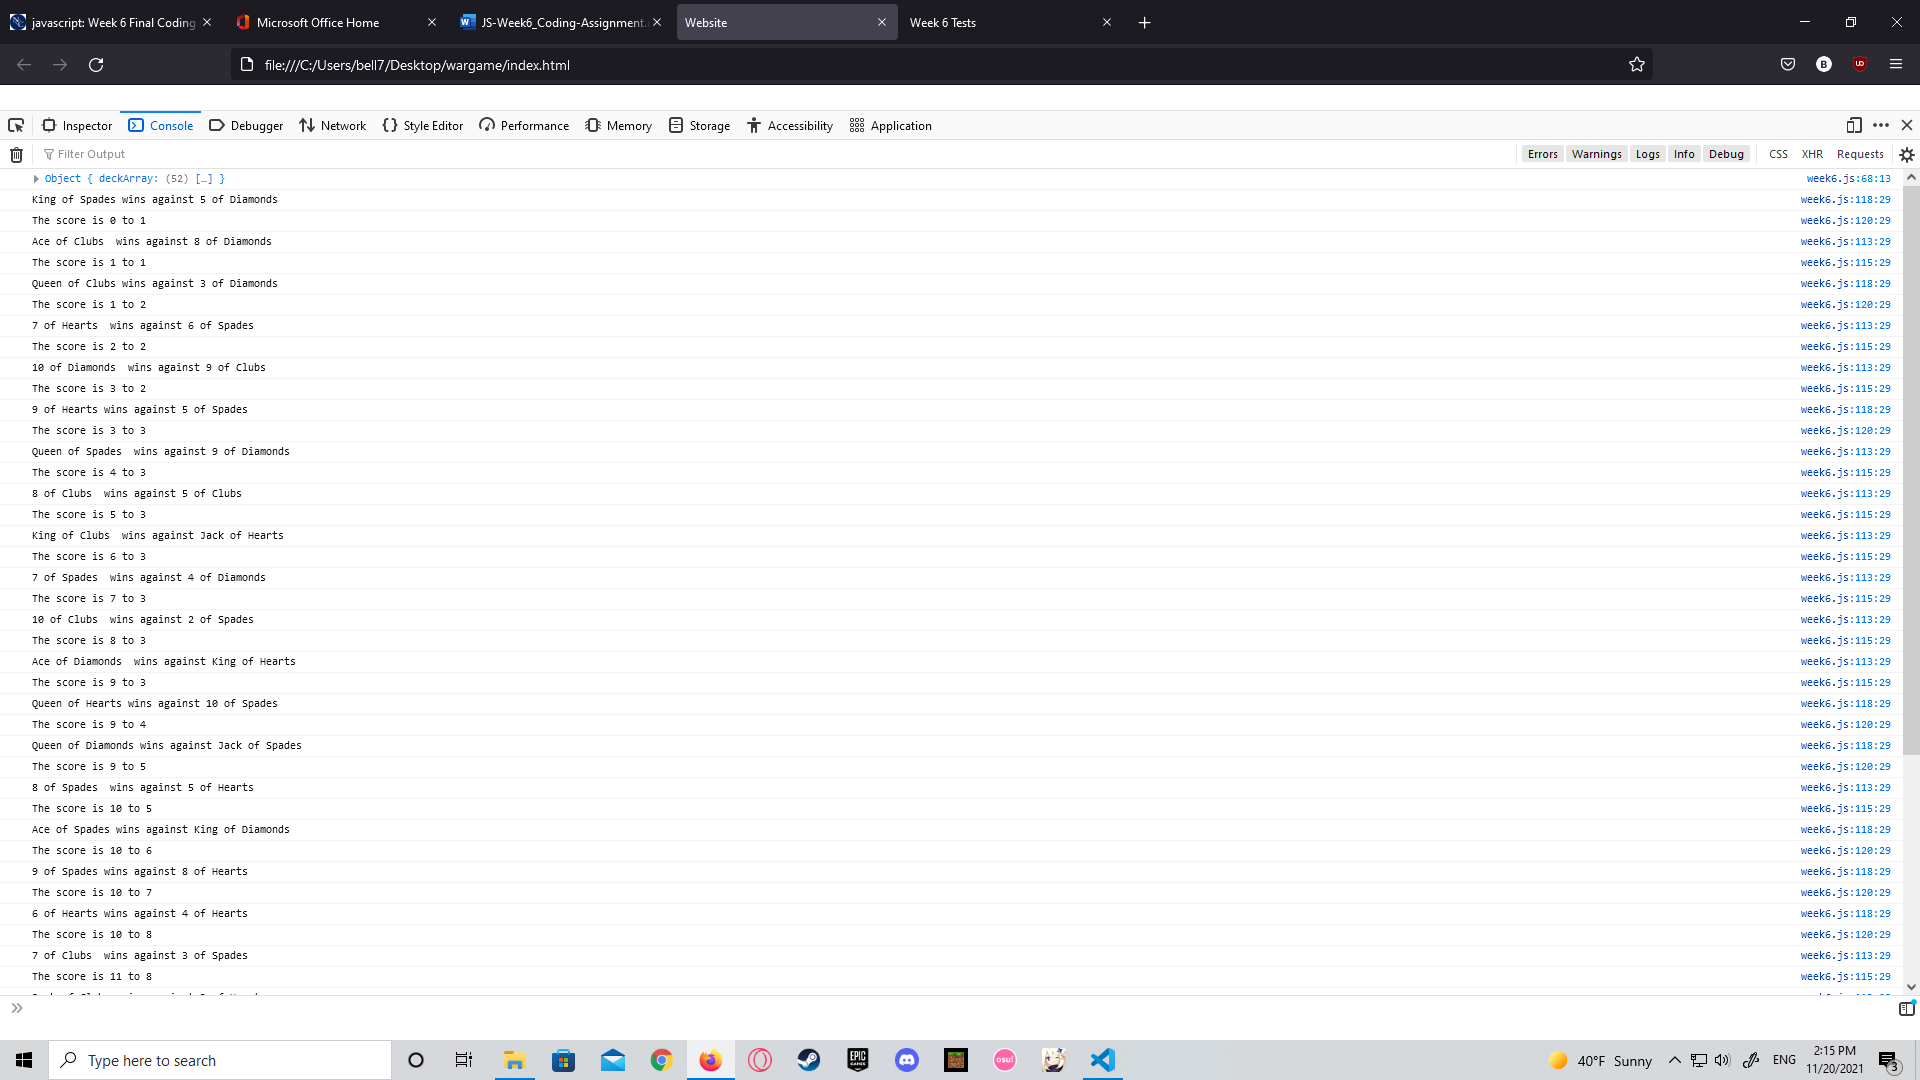 javascript: Week 6 Final Coding
Microsoft Office Home
JS-Week6_Coding-Assignment.
Website
Week 6 Tests
file:///C:/Users/bell7/Desktop/wargame/index.html
Inspector Console Debugger Network Style Editor Performance Memory Storage Accessibility Application
Filter Output Errors Warnings Logs Info Debug CSS XHR Requests
Object { deckArray: (52) […] } week6.js:68:13
King of Spades wins against 5 of Diamonds week6.js:118:29
The score is 0 to 1 week6.js:120:29
Ace of Clubs  wins against 8 of Diamonds week6.js:113:29
The score is 1 to 1 week6.js:115:29
Queen of Clubs wins against 3 of Diamonds week6.js:118:29
The score is 1 to 2 week6.js:120:29
7 of Hearts  wins against 6 of Spades week6.js:113:29
The score is 2 to 2 week6.js:115:29
10 of Diamonds  wins against 9 of Clubs week6.js:113:29
The score is 3 to 2 week6.js:115:29
9 of Hearts wins against 5 of Spades week6.js:118:29
The score is 3 to 3 week6.js:120:29
Queen of Spades  wins against 9 of Diamonds week6.js:113:29
The score is 4 to 3 week6.js:115:29
8 of Clubs  wins against 5 of Clubs week6.js:113:29
The score is 5 to 3 week6.js:115:29
King of Clubs  wins against Jack of Hearts week6.js:113:29
The score is 6 to 3 week6.js:115:29
7 of Spades  wins against 4 of Diamonds week6.js:113:29
The score is 7 to 3 week6.js:115:29
10 of Clubs  wins against 2 of Spades week6.js:113:29
The score is 8 to 3 week6.js:115:29
Ace of Diamonds  wins against King of Hearts week6.js:113:29
The score is 9 to 3 week6.js:115:29
Queen of Hearts wins against 10 of Spades week6.js:118:29
The score is 9 to 4 week6.js:120:29
Queen of Diamonds wins against Jack of Spades week6.js:118:29
The score is 9 to 5 week6.js:120:29
8 of Spades  wins against 5 of Hearts week6.js:113:29
The score is 10 to 5 week6.js:115:29
Ace of Spades wins against King of Diamonds week6.js:118:29
The score is 10 to 6 week6.js:120:29
9 of Spades wins against 8 of Hearts week6.js:118:29
The score is 10 to 7 week6.js:120:29
6 of Hearts wins against 4 of Hearts week6.js:118:29
The score is 10 to 8 week6.js:120:29
7 of Clubs  wins against 3 of Spades week6.js:113:29
The score is 11 to 8 week6.js:115:29
Type here to search
EPIC GAMES
osu!
40°F Sunny
ENG
2:15 PM
11/20/2021
3